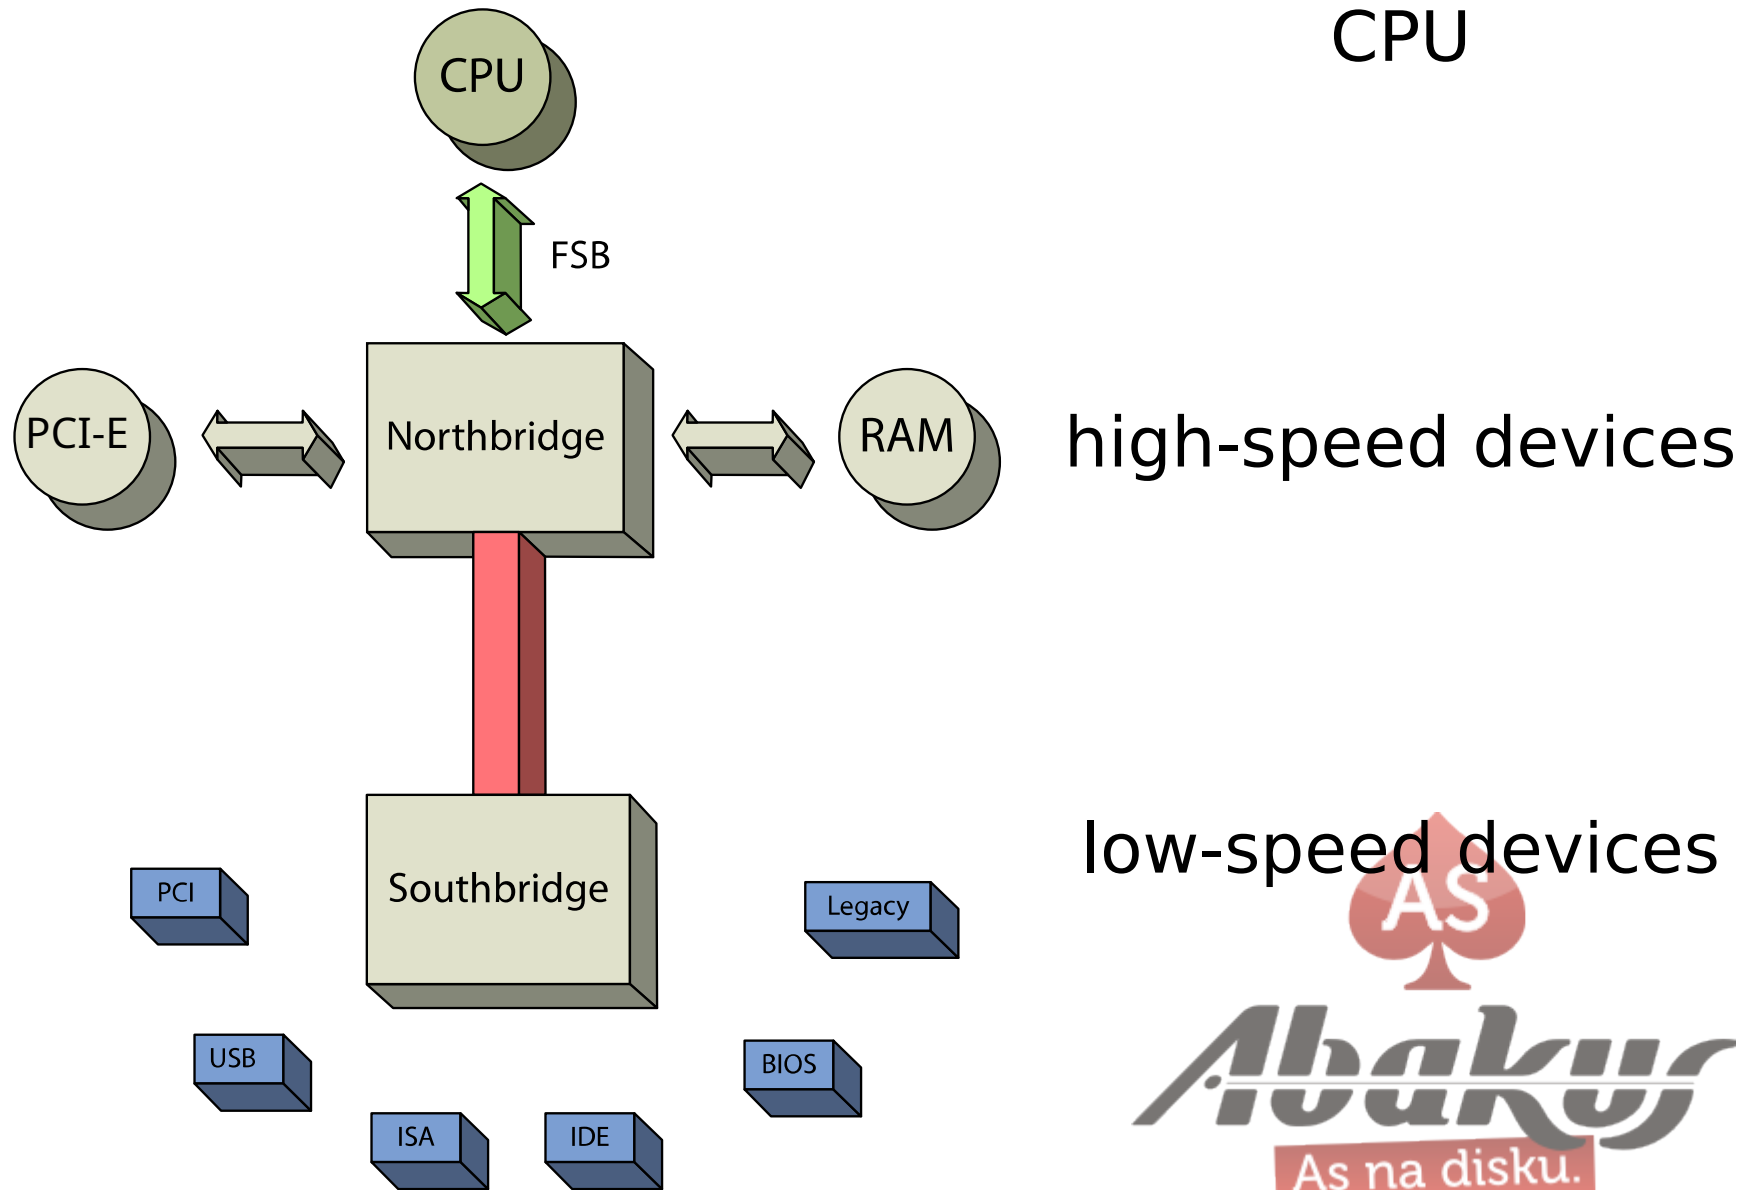 CPU
CPU
FSB
PCI-E
Northbridge
RAM
high-speed devices
low-speed devices
Southbridge
PCI
Legacy
AS
USB
BIOS
Abakus
ISA
IDE
As na disku.